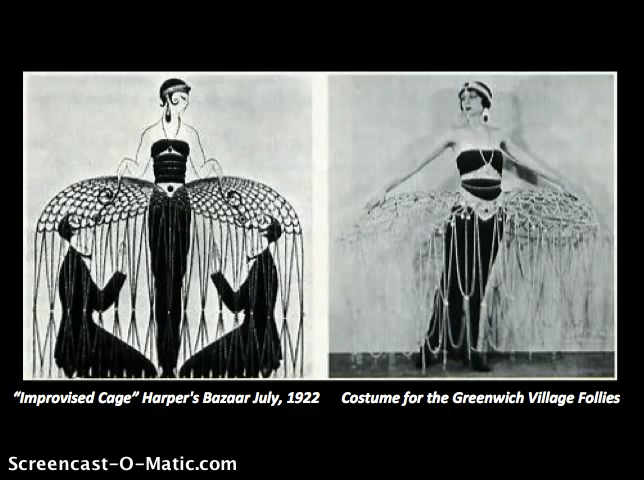 “Improvised Cage” Harper's Bazaar July, 1922
Costume for the Greenwich Village Follies
Screencast-O-Matic.com